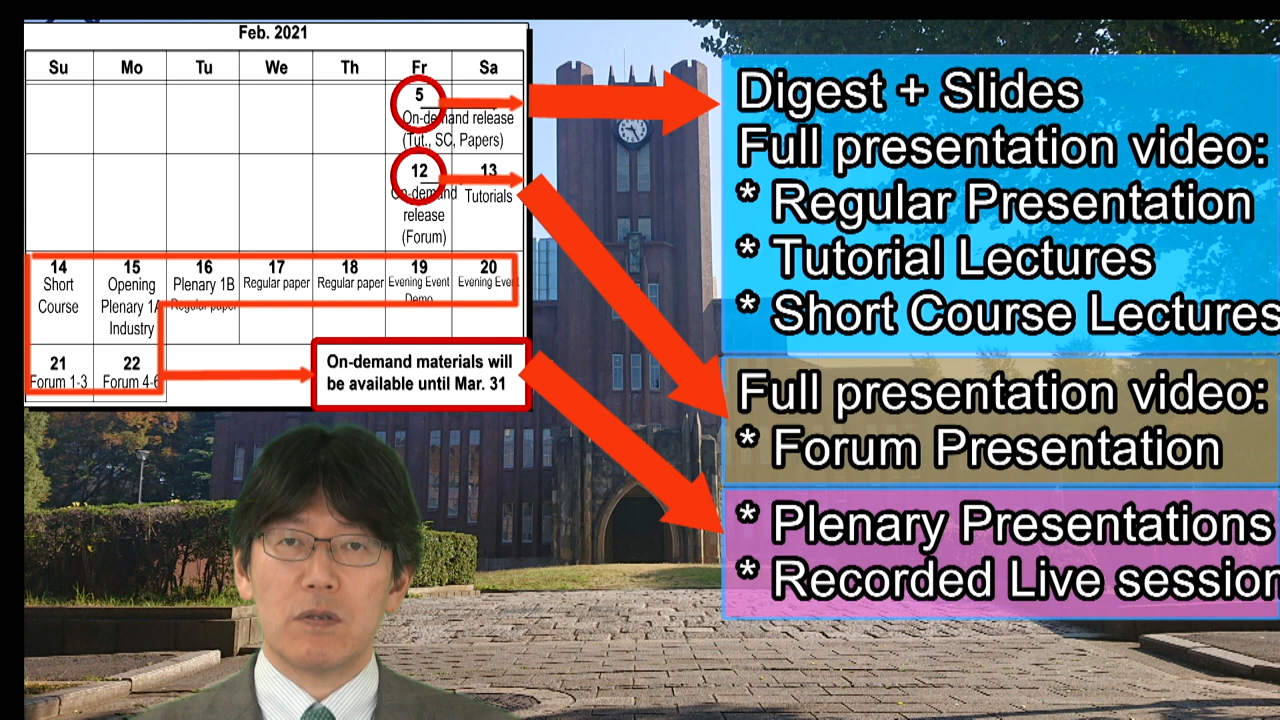 Feb. 2021
Su Mo Tu We Th Fr Sa
5
On-demand release
(Tut., SC, Papers)
12 13
On-demand Tutorials
release
(Forum)
14 15 16 17 18 19 20
Short Opening Plenary 1B Regular paper Regular paper Evening Event Evening Event
Course Plenary 1A Regular paper Demo
Industry
21 22
Forum 1-3 Forum 4-6
On-demand materials will
be available until Mar. 31
Digest + Slides
Full presentation video:
* Regular Presentation
* Tutorial Lectures
* Short Course Lectures
Full presentation video:
* Forum Presentation
* Plenary Presentations
* Recorded Live session